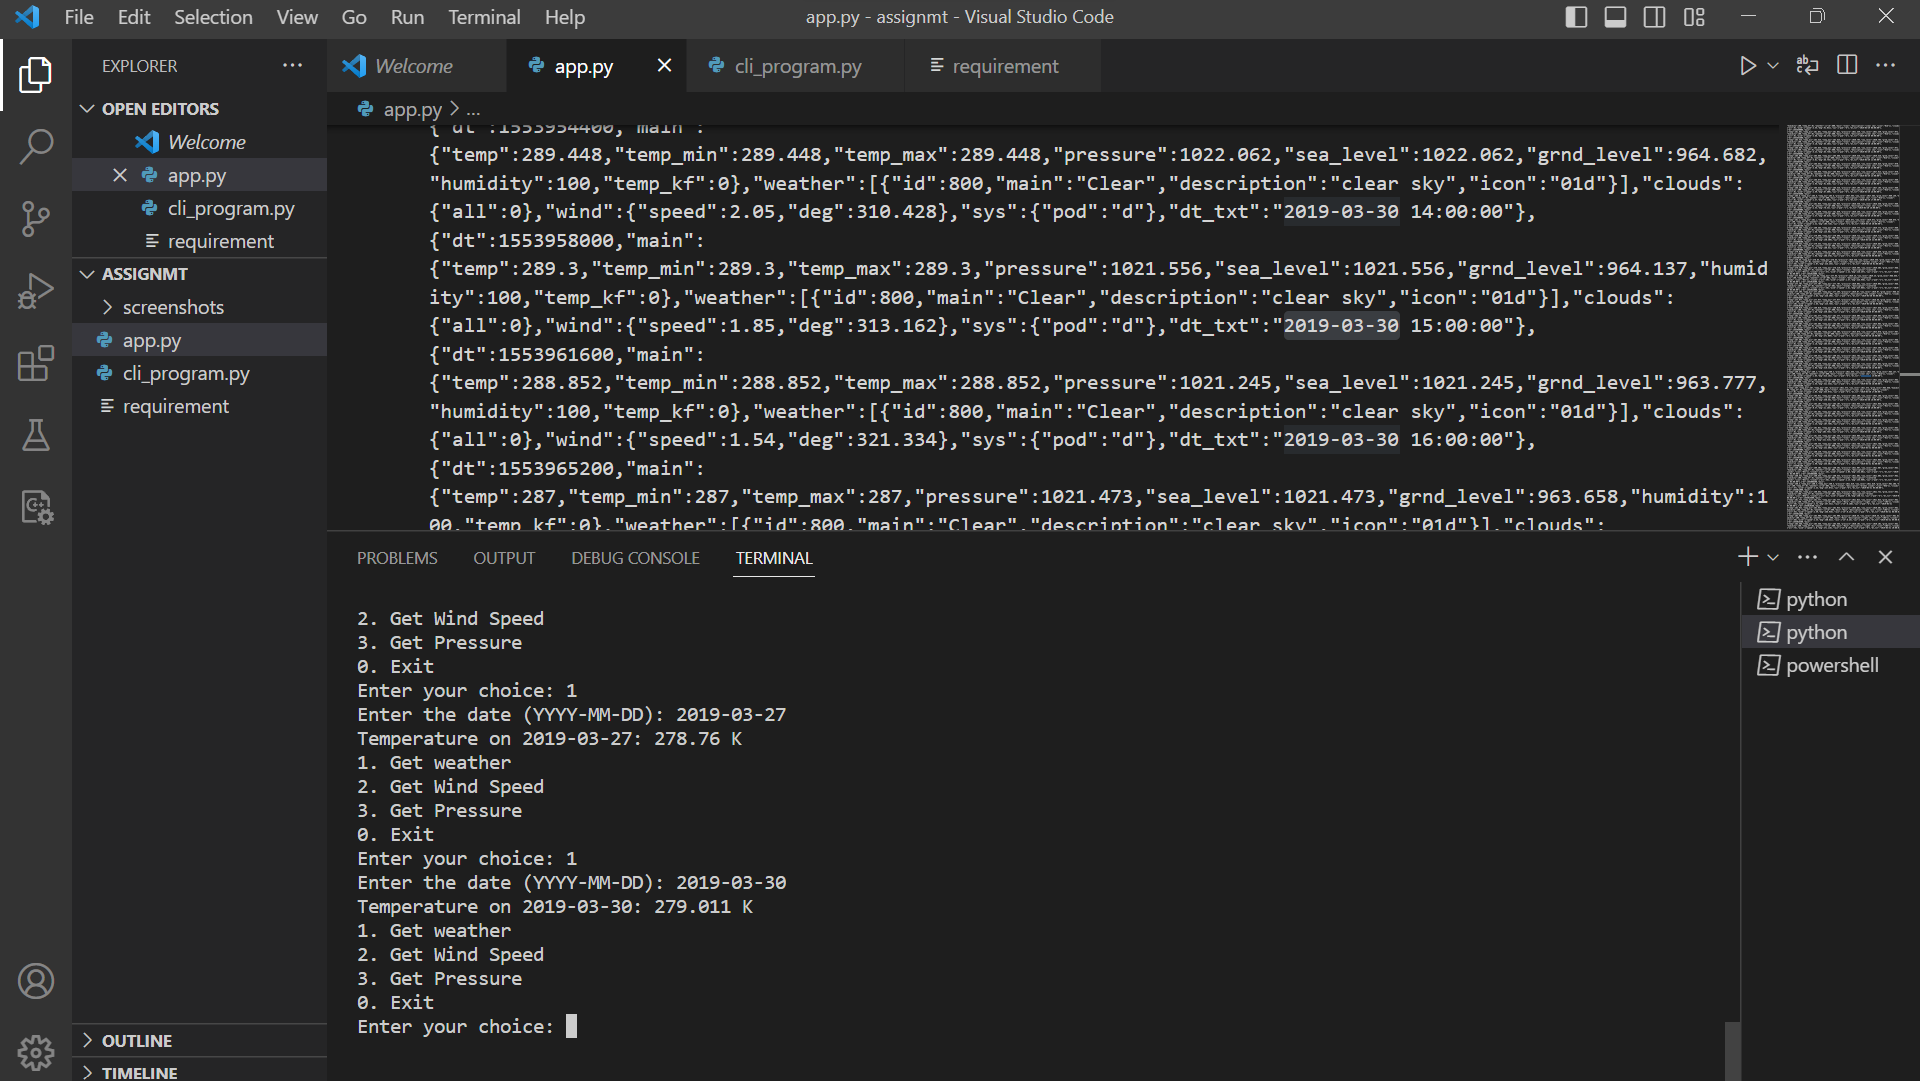 File Edit Selection View Go Run Terminal Help
app.py - assignmt - Visual Studio Code
EXPLORER
OPEN EDITORS
Welcome
app.py
cli_program.py
requirement
ASSIGNMT
screenshots
app.py
cli_program.py
requirement
OUTLINE
TIMELINE
Welcome
app.py
cli_program.py
requirement
app.py > ...
{"dt":1553954400,"main":
{"temp":289.448,"temp_min":289.448,"temp_max":289.448,"pressure":1022.062,"sea_level":1022.062,"grnd_level":964.682,
"humidity":100,"temp_kf":0},"weather":[{"id":800,"main":"Clear","description":"clear sky","icon":"01d"}],"clouds":
{"all":0},"wind":{"speed":2.05,"deg":310.428},"sys":{"pod":"d"},"dt_txt":"2019-03-30 14:00:00"},
{"dt":1553958000,"main":
{"temp":289.3,"temp_min":289.3,"temp_max":289.3,"pressure":1021.556,"sea_level":1021.556,"grnd_level":964.137,"humid
ity":100,"temp_kf":0},"weather":[{"id":800,"main":"Clear","description":"clear sky","icon":"01d"}],"clouds":
{"all":0},"wind":{"speed":1.85,"deg":313.162},"sys":{"pod":"d"},"dt_txt":"2019-03-30 15:00:00"},
{"dt":1553961600,"main":
{"temp":288.852,"temp_min":288.852,"temp_max":288.852,"pressure":1021.245,"sea_level":1021.245,"grnd_level":963.777,
"humidity":100,"temp_kf":0},"weather":[{"id":800,"main":"Clear","description":"clear sky","icon":"01d"}],"clouds":
{"all":0},"wind":{"speed":1.54,"deg":321.334},"sys":{"pod":"d"},"dt_txt":"2019-03-30 16:00:00"},
{"dt":1553965200,"main":
{"temp":287,"temp_min":287,"temp_max":287,"pressure":1021.473,"sea_level":1021.473,"grnd_level":963.658,"humidity":1
00,"temp_kf":0},"weather":[{"id":800,"main":"Clear","description":"clear sky","icon":"01d"}],"clouds":
PROBLEMS OUTPUT DEBUG CONSOLE TERMINAL
2. Get Wind Speed
3. Get Pressure
0. Exit
Enter your choice: 1
Enter the date (YYYY-MM-DD): 2019-03-27
Temperature on 2019-03-27: 278.76 K
1. Get weather
2. Get Wind Speed
3. Get Pressure
0. Exit
Enter your choice: 1
Enter the date (YYYY-MM-DD): 2019-03-30
Temperature on 2019-03-30: 279.011 K
1. Get weather
2. Get Wind Speed
3. Get Pressure
0. Exit
Enter your choice:
python
python
powershell